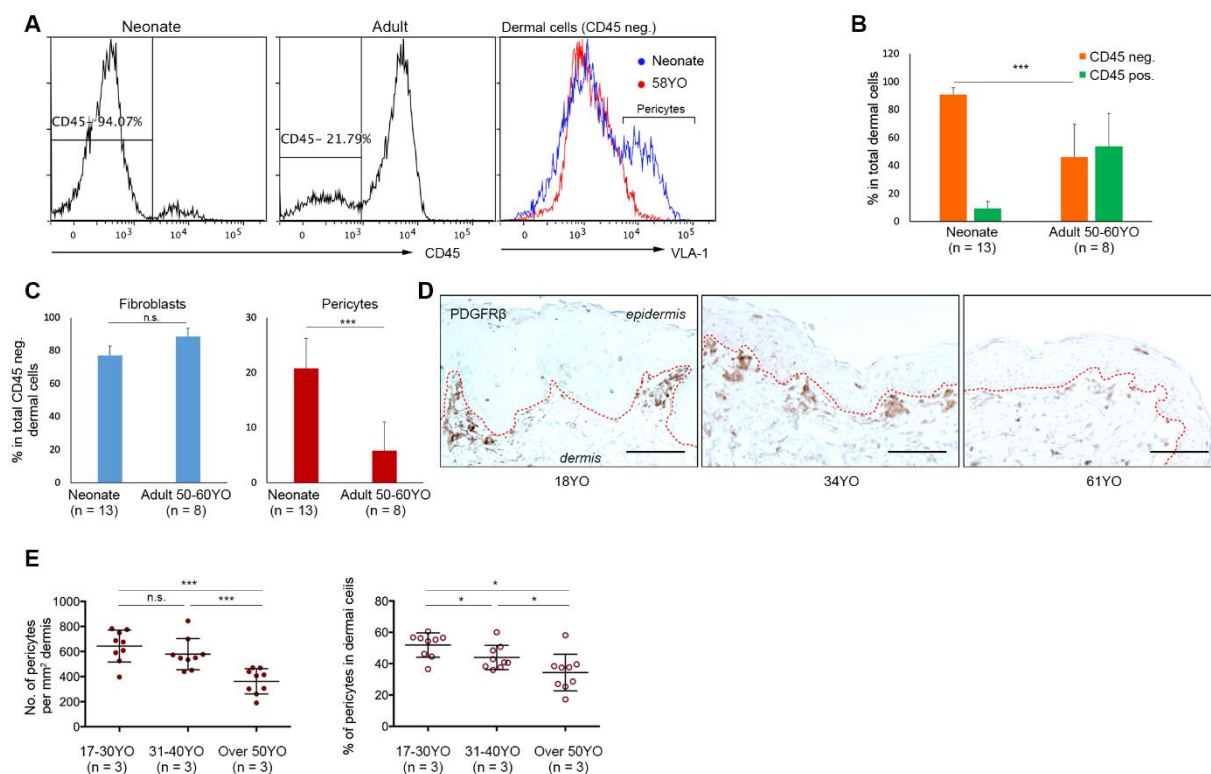 A
Neonate
Adult
Dermal cells (CD45 neg.)
CD45- 94.07%
CD45- 21.79%
Neonate
58YO
Pericytes
0 10³ 10⁴ 10⁵
0 10³ 10⁴ 10⁵
0 10³ 10⁴ 10⁵
CD45
VLA-1
B
CD45 neg.
CD45 pos.
***
% in total dermal cells
120
100
80
60
40
20
0
Neonate
(n = 13)
Adult 50-60YO
(n = 8)
C
Fibroblasts
n.s.
% in total CD45 neg.
dermal cells
100
80
60
40
20
0
Neonate
(n = 13)
Adult 50-60YO
(n = 8)
Pericytes
***
30
20
10
0
Neonate
(n = 13)
Adult 50-60YO
(n = 8)
D
PDGFRβ
epidermis
dermis
18YO
34YO
61YO
E
***
n.s.
***
No. of pericytes
per mm² dermis
1000
800
600
400
200
0
17-30YO
(n = 3)
31-40YO
(n = 3)
Over 50YO
(n = 3)
*
*
*
% of pericytes in dermal cells
80
60
40
20
0
17-30YO
(n = 3)
31-40YO
(n = 3)
Over 50YO
(n = 3)